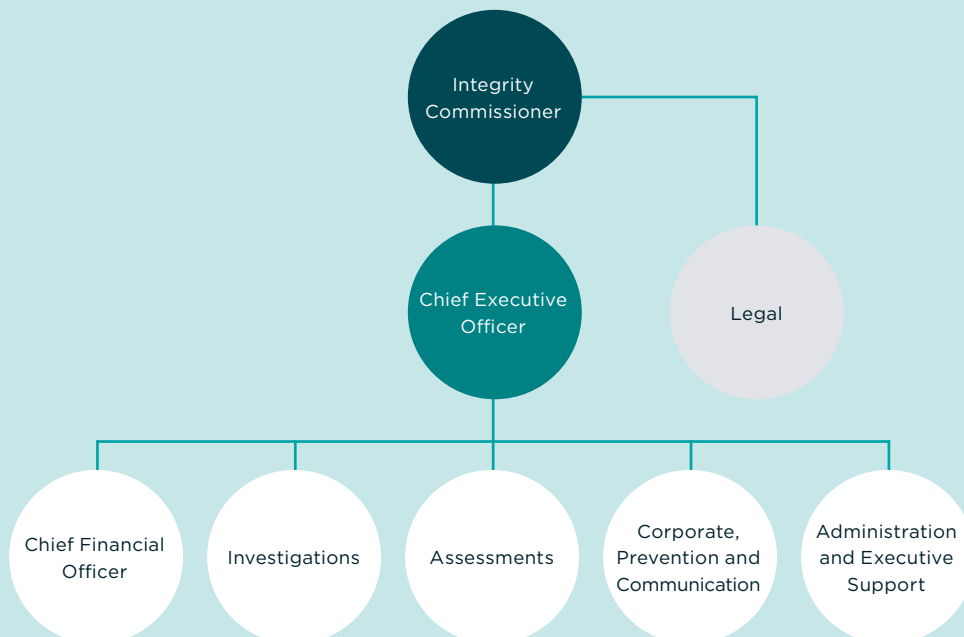 Integrity
Commissioner
Chief Executive
Officer
Legal
Chief Financial
Officer
Investigations
Assessments
Corporate,
Prevention and
Communication
Administration
and Executive
Support